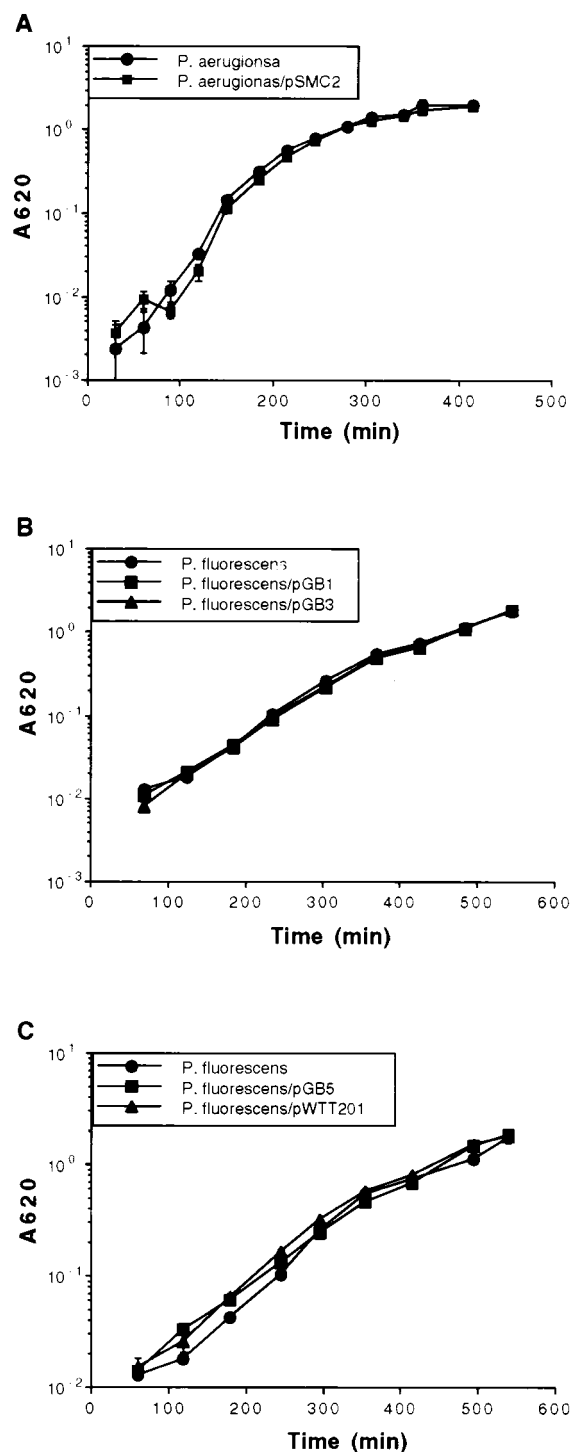 A
10^1
P. aerugionsa
P. aerugionas/pSMC2
10^0
A620
10^-1
10^-2
10^-3
0 100 200 300 400 500
Time (min)
B
10^1
P. fluorescens
P. fluorescens/pGB1
P. fluorescens/pGB3
10^0
A620
10^-1
10^-2
10^-3
0 100 200 300 400 500 600
Time (min)
C
10^1
P. fluorescens
P. fluorescens/pGB5
P. fluorescens/pWTT201
10^0
A620
10^-1
10^-2
0 100 200 300 400 500 600
Time (min)